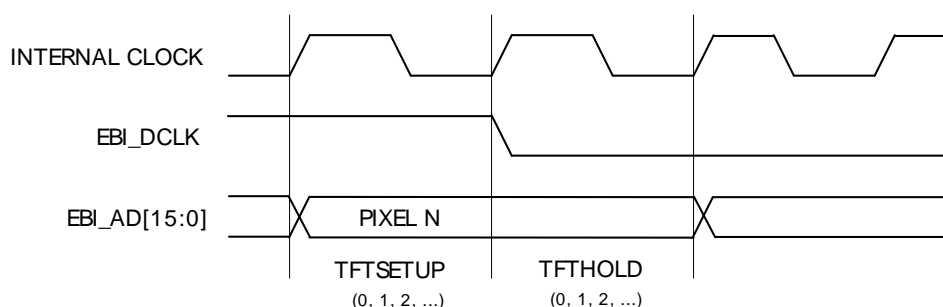 INTERNAL CLOCK
EBI_DCLK
EBI_AD[15:0]
PIXEL N
TFTSETUP
TFTHOLD
(0, 1, 2, ...)
(0, 1, 2, ...)